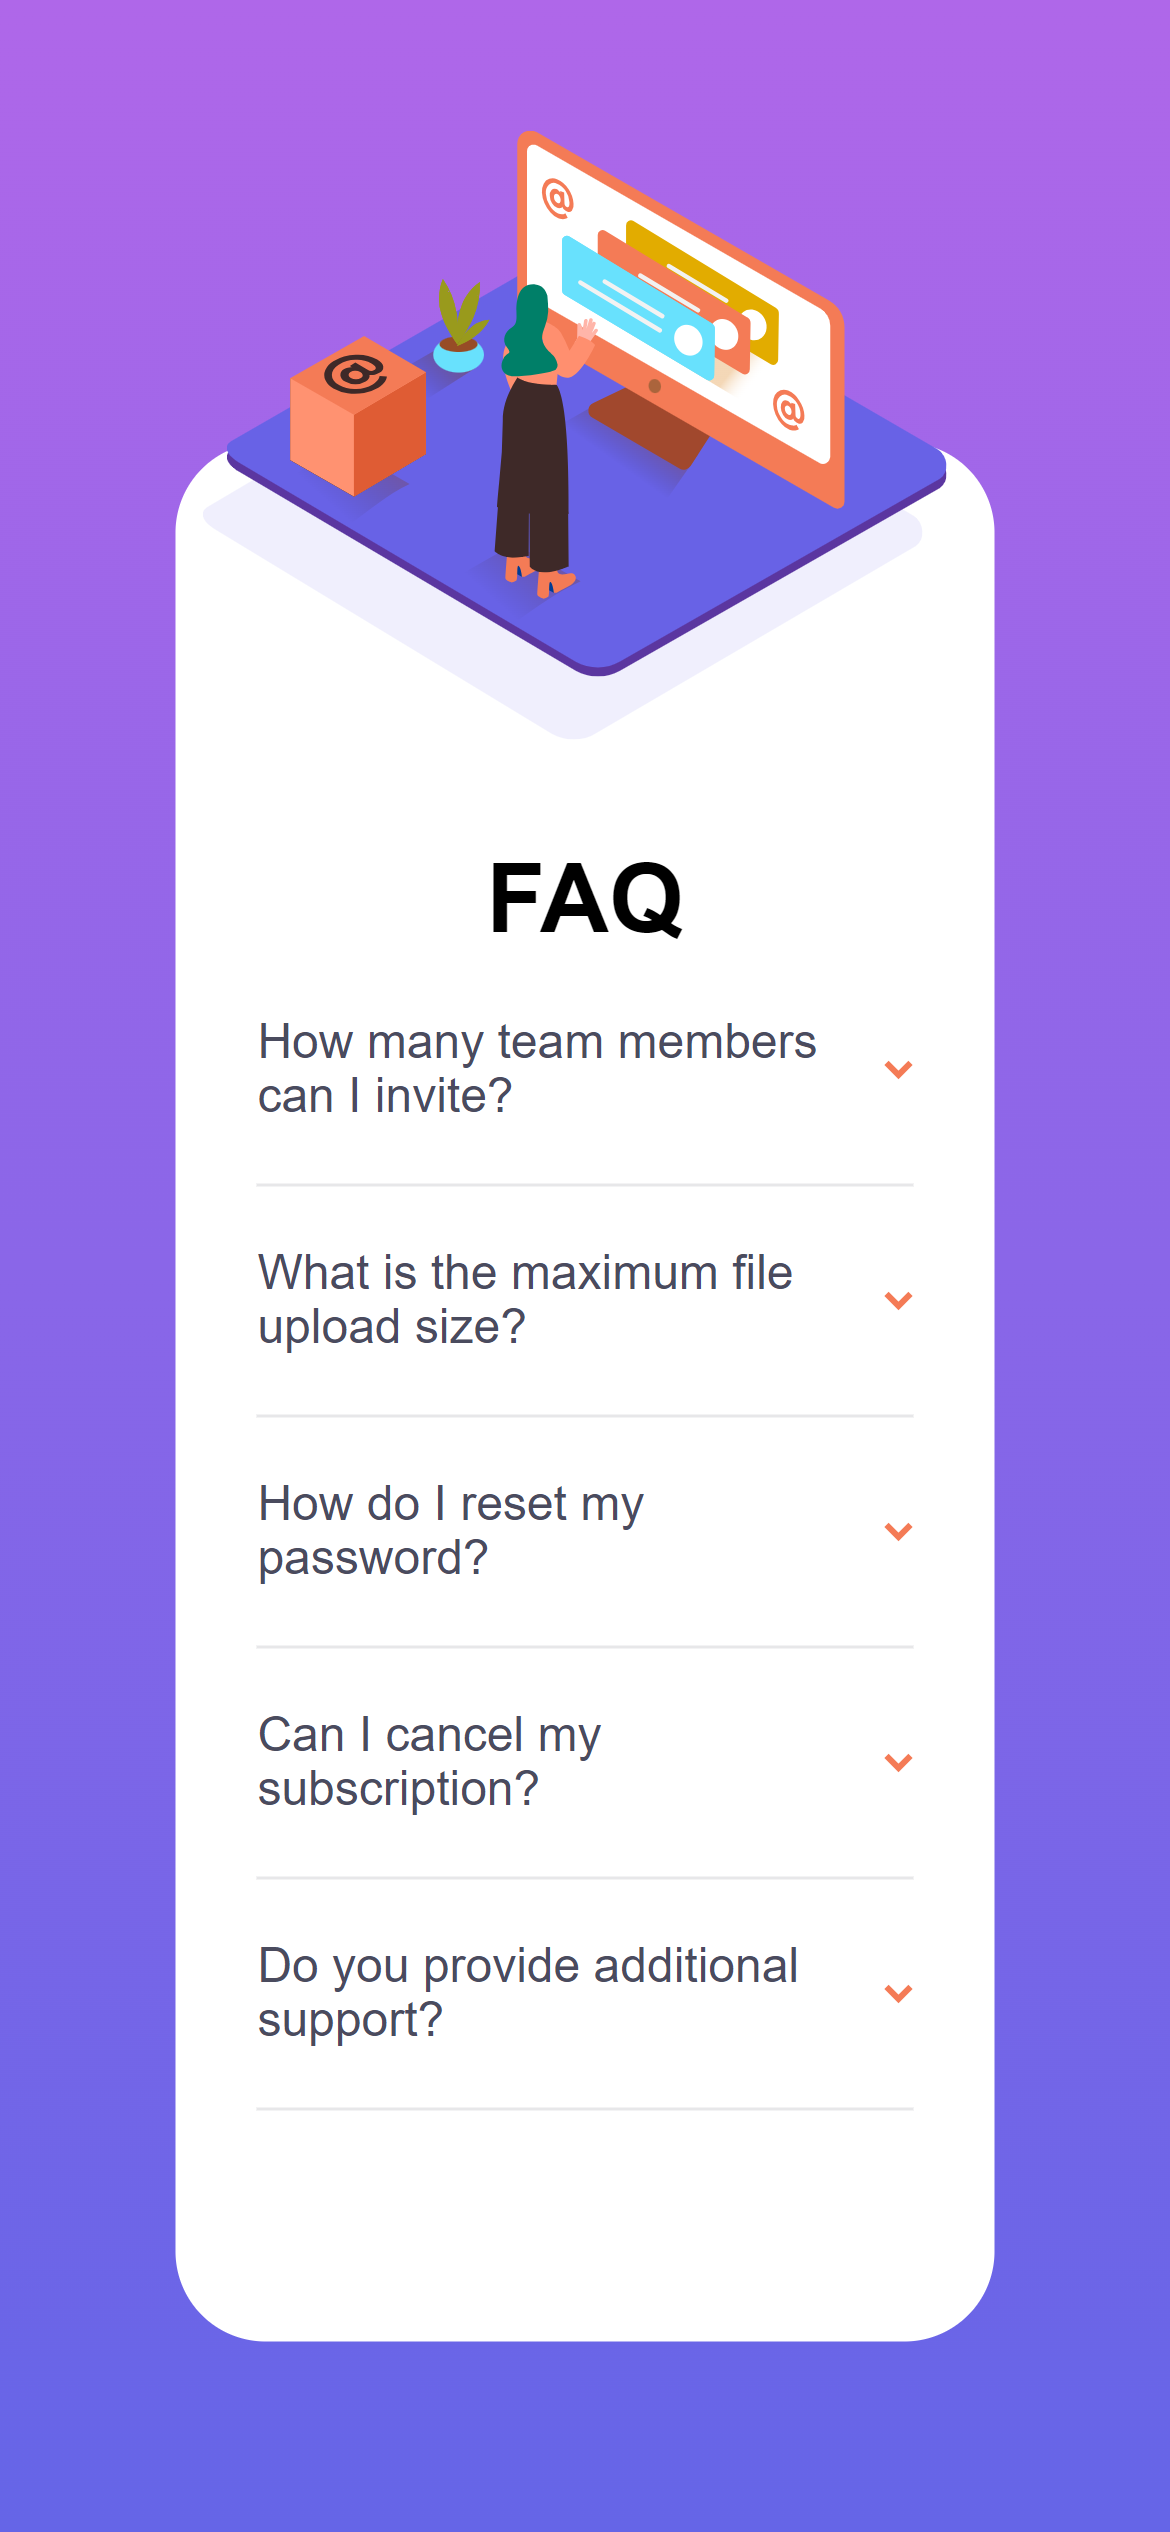 @
@
@
FAQ
How many team members
can I invite?
What is the maximum file
upload size?
How do I reset my
password?
Can I cancel my
subscription?
Do you provide additional
support?